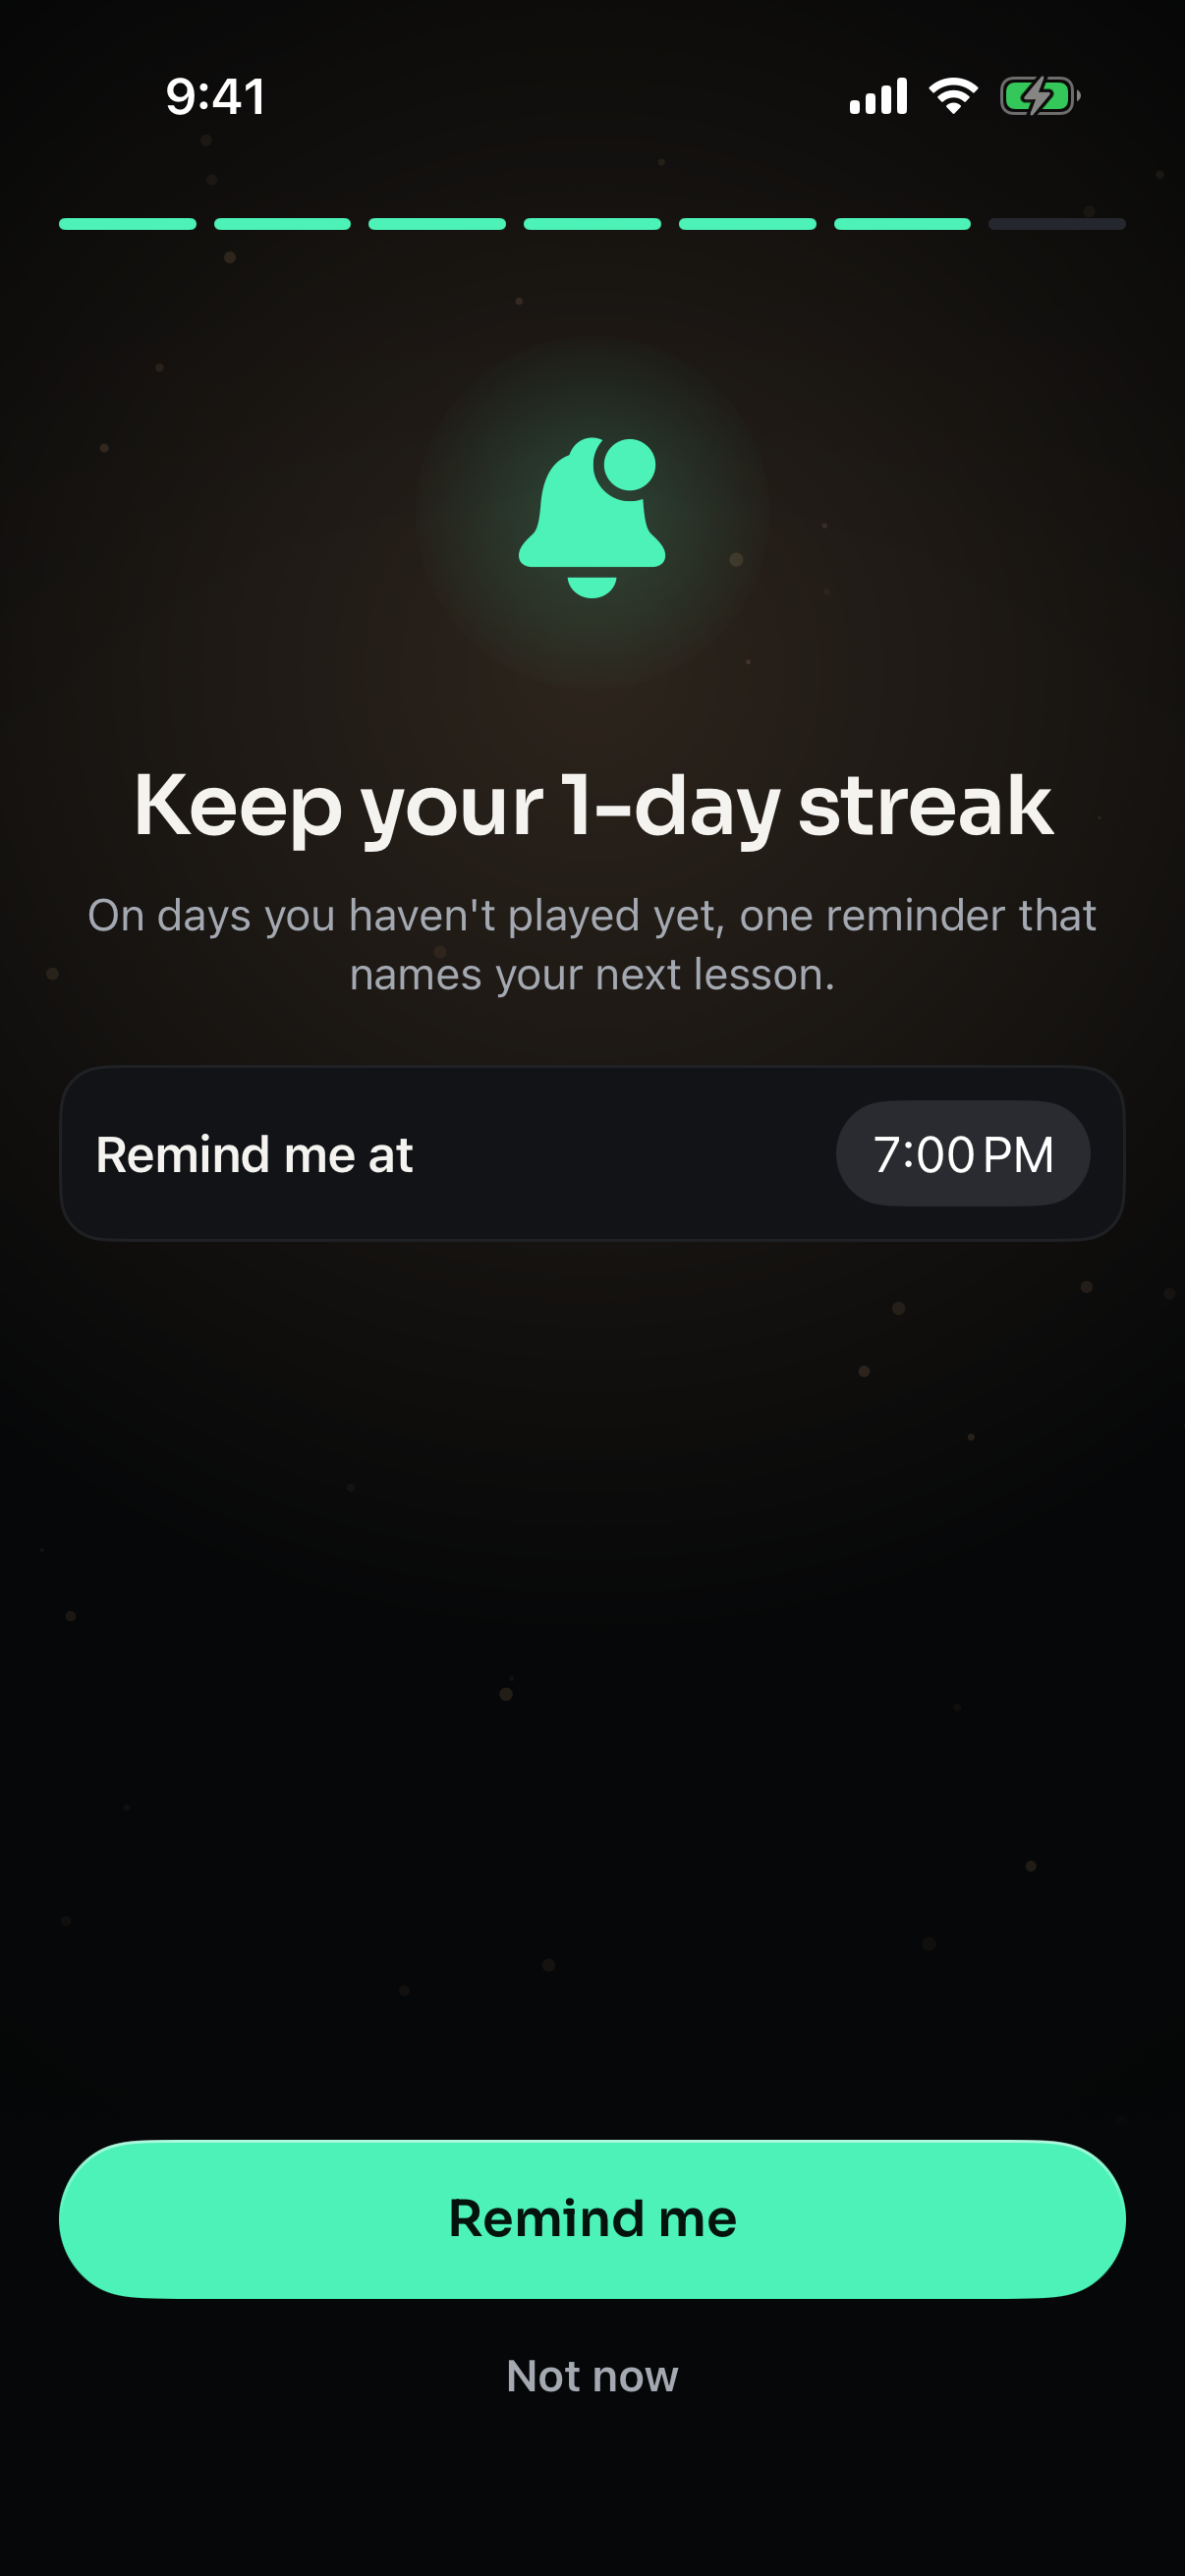 9:41
Keep your 1-day streak
On days you haven't played yet, one reminder that
names your next lesson.
Remind me at
7:00 PM
Remind me
Not now